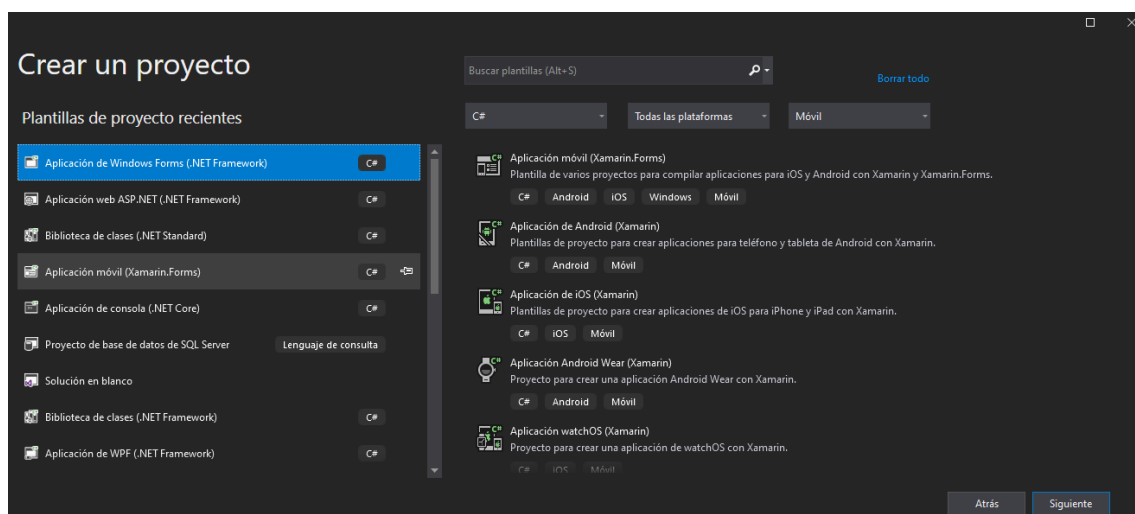 Crear un proyecto
Buscar plantillas (Alt+S)
Borrar todo
Plantillas de proyecto recientes
C#
Todas las plataformas
Móvil
Aplicación de Windows Forms (.NET Framework)
C#
Aplicación web ASP.NET (.NET Framework)
C#
Biblioteca de clases (.NET Standard)
C#
Aplicación móvil (Xamarin.Forms)
C#
Aplicación de consola (.NET Core)
C#
Proyecto de base de datos de SQL Server
Lenguaje de consulta
Solución en blanco
Biblioteca de clases (.NET Framework)
C#
Aplicación de WPF (.NET Framework)
C#
Aplicación móvil (Xamarin.Forms)
Plantilla de varios proyectos para compilar aplicaciones para iOS y Android con Xamarin y Xamarin.Forms.
C# Android iOS Windows Móvil
Aplicación de Android (Xamarin)
Plantillas de proyecto para crear aplicaciones para teléfono y tableta de Android con Xamarin.
C# Android Móvil
Aplicación de iOS (Xamarin)
Plantillas de proyecto para crear aplicaciones de iOS para iPhone y iPad con Xamarin.
C# iOS Móvil
Aplicación Android Wear (Xamarin)
Proyecto para crear una aplicación Android Wear con Xamarin.
C# Android Móvil
Aplicación watchOS (Xamarin)
Proyecto para crear una aplicación de watchOS con Xamarin.
C# iOS Móvil
Atrás
Siguiente